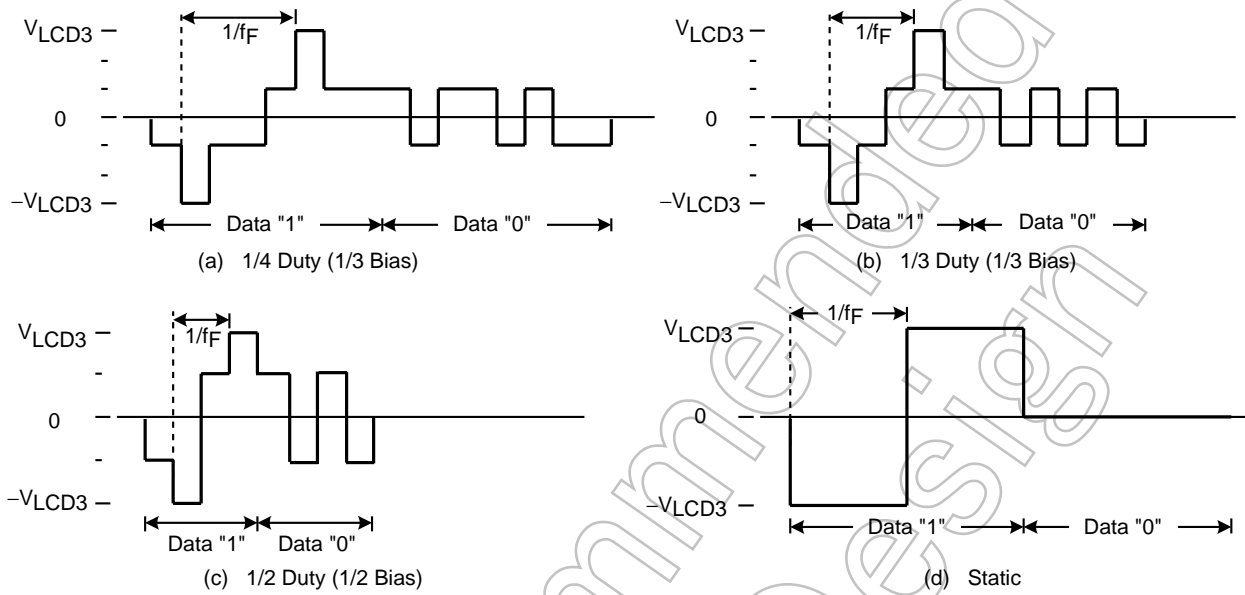 VLCD3
1/fF
0
−VLCD3
Data "1"
Data "0"
(a) 1/4 Duty (1/3 Bias)
VLCD3
1/fF
0
−VLCD3
Data "1"
Data "0"
(b) 1/3 Duty (1/3 Bias)
VLCD3
1/fF
0
−VLCD3
Data "1"
Data "0"
(c) 1/2 Duty (1/2 Bias)
VLCD3
1/fF
0
−VLCD3
Data "1"
Data "0"
(d) Static
mmended
Design